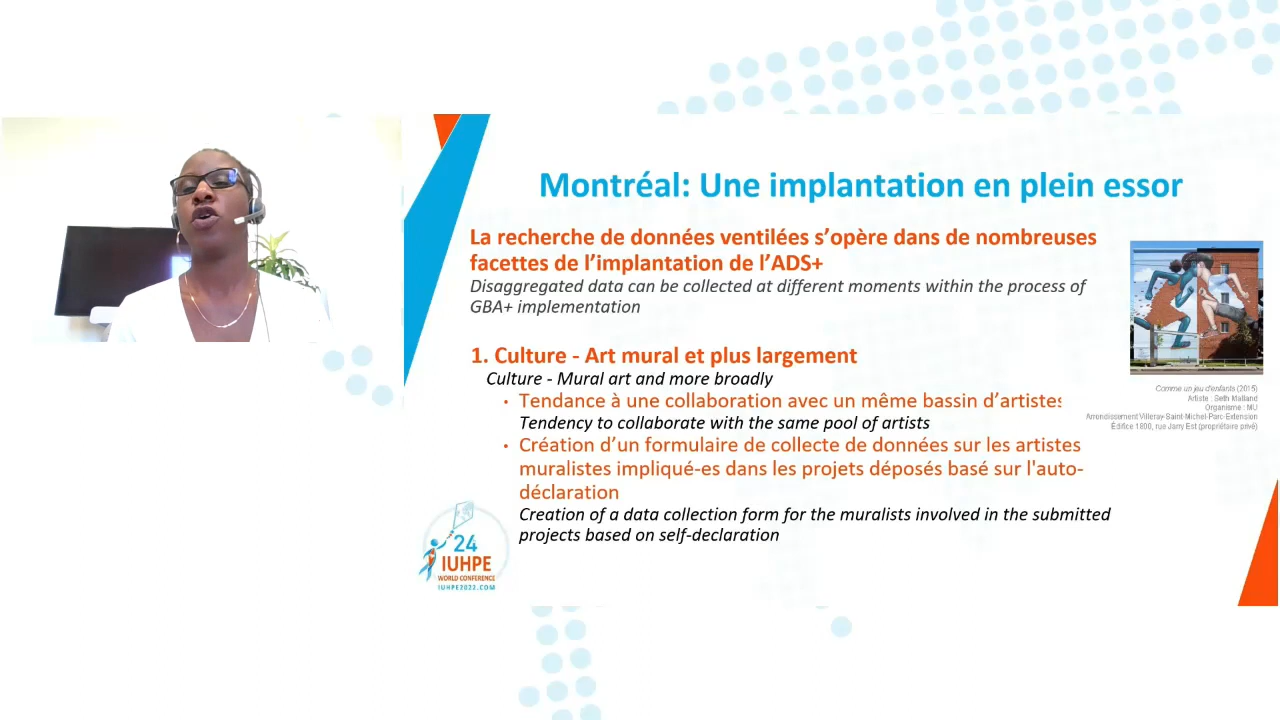 Montréal: Une implantation en plein essor
La recherche de données ventilées s’opère dans de nombreuses
facettes de l’implantation de l’ADS+
Disaggregated data can be collected at different moments within the process of
GBA+ implementation
1. Culture - Art mural et plus largement
Culture - Mural art and more broadly
• Tendance à une collaboration avec un même bassin d’artistes
Tendency to collaborate with the same pool of artists
• Création d’un formulaire de collecte de données sur les artistes
muralistes impliqué-es dans les projets déposés basé sur l'auto-
déclaration
Creation of a data collection form for the muralists involved in the submitted
projects based on self-declaration
Comme un jeu d'enfants (2015)
Artiste : Seth Malland
Organisme : MU
Arrondissement Villeray-Saint-Michel-Parc-Extension
Édifice 1800, rue Jarry Est (propriétaire privé)
24
IUHPE
WORLD CONFERENCE
IUHPE2022.COM